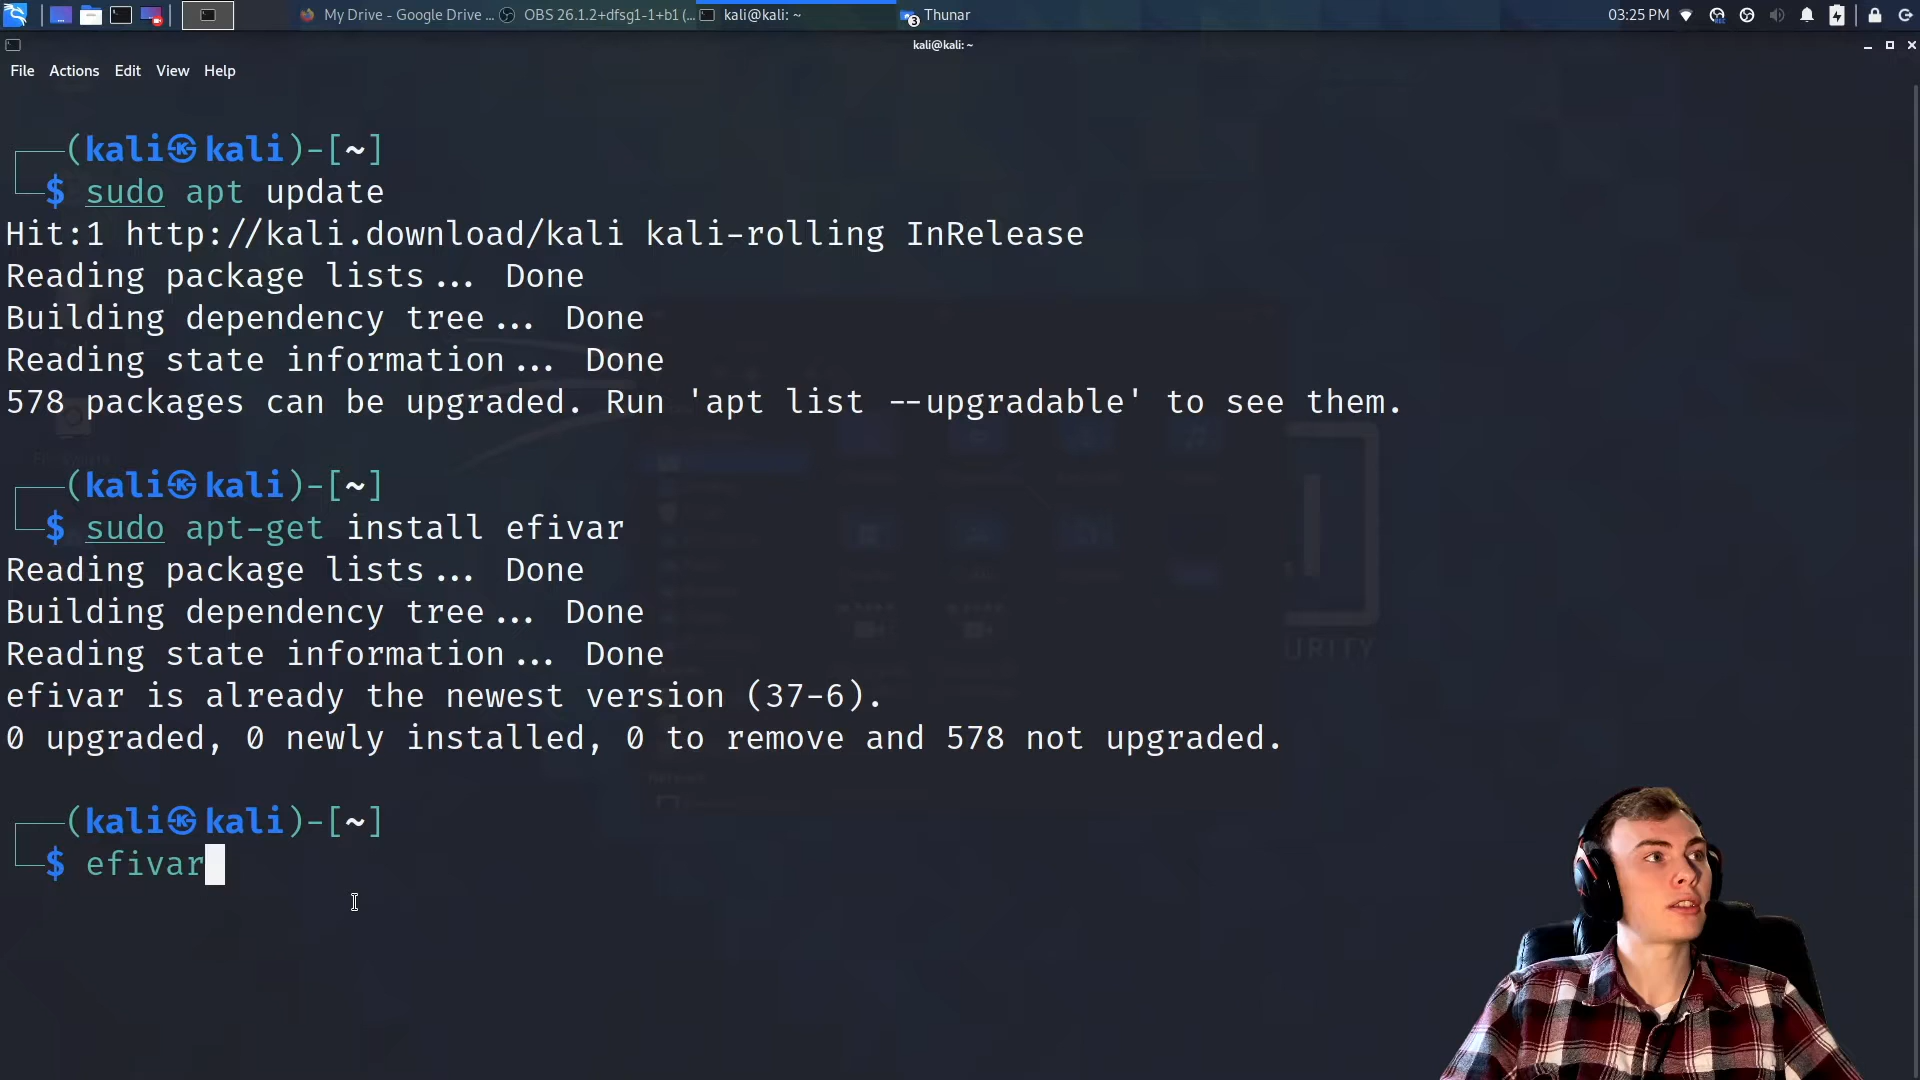 My Drive - Google Drive ...
OBS 26.1.2+dfsg1-1+b1 (...
kali@kali: ~
3
Thunar
03:25 PM
kali@kali: ~
File Actions Edit View Help
(kali㉿kali)-[~]
$ sudo apt update
Hit:1 http://kali.download/kali kali-rolling InRelease
Reading package lists... Done
Building dependency tree... Done
Reading state information... Done
578 packages can be upgraded. Run 'apt list --upgradable' to see them.
(kali㉿kali)-[~]
$ sudo apt-get install efivar
Reading package lists... Done
Building dependency tree... Done
Reading state information... Done
efivar is already the newest version (37-6).
0 upgraded, 0 newly installed, 0 to remove and 578 not upgraded.
(kali㉿kali)-[~]
$ efivar
URITY